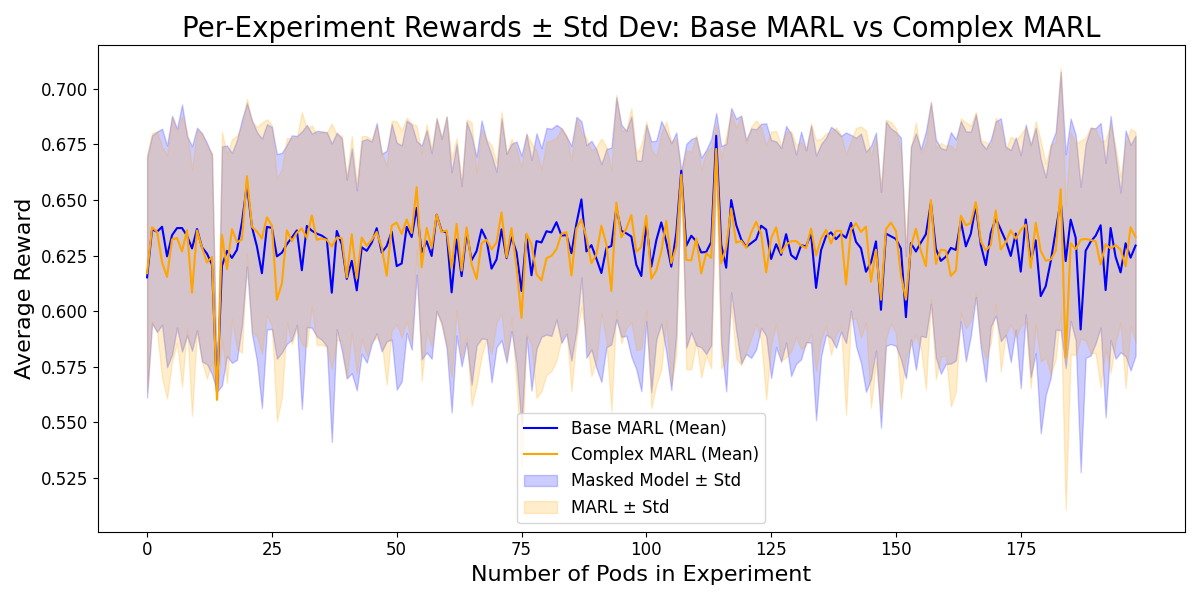 Per-Experiment Rewards ± Std Dev: Base MARL vs Complex MARL
Average Reward
0.700
0.675
0.650
0.625
0.600
0.575
0.550
0.525
Base MARL (Mean)
Complex MARL (Mean)
Masked Model ± Std
MARL ± Std
0 25 50 75 100 125 150 175
Number of Pods in Experiment